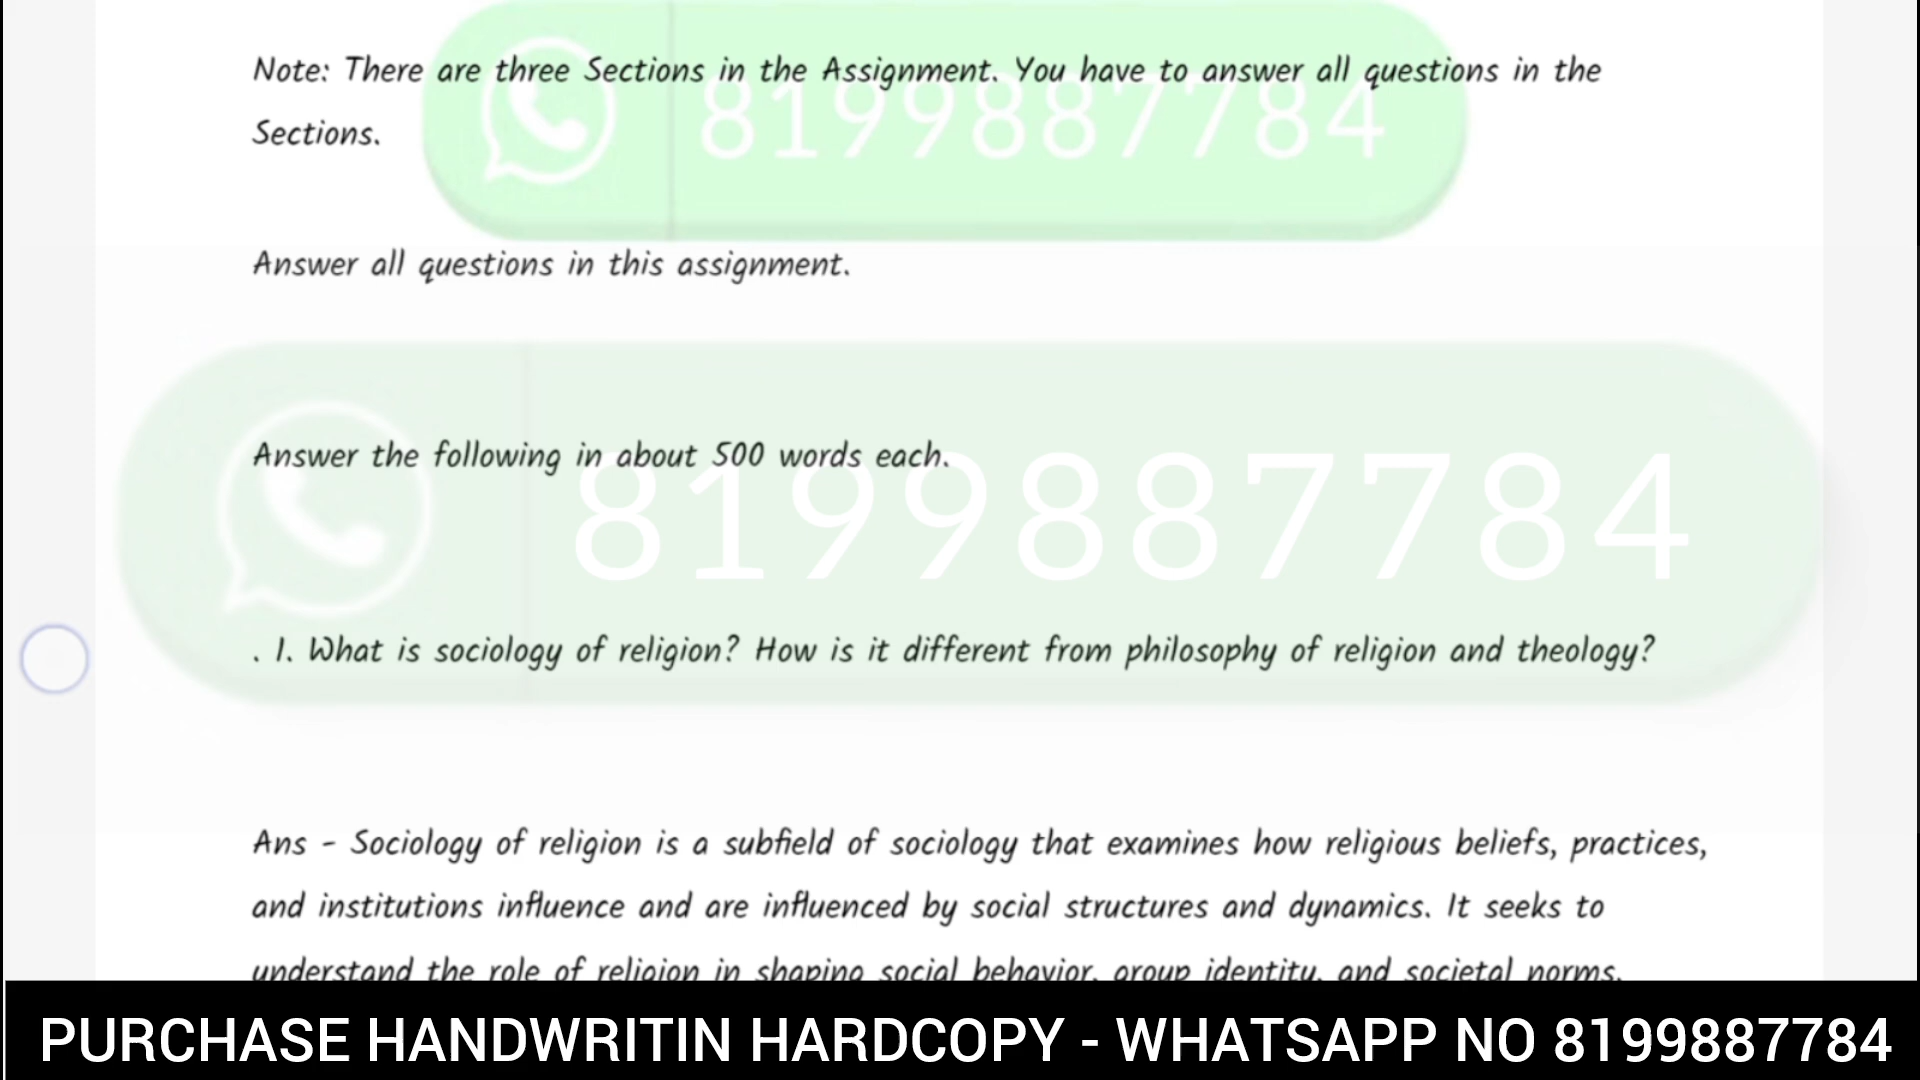 Note: There are three Sections in the Assignment. You have to answer all questions in the
8199887784
Sections.
Answer all questions in this assignment.
Answer the following in about 500 words each.
8199887784
. 1. What is sociology of religion? How is it different from philosophy of religion and theology?
Ans - Sociology of religion is a subfield of sociology that examines how religious beliefs, practices,
and institutions influence and are influenced by social structures and dynamics. It seeks to
understand the role of religion in shaping social behavior, group identity, and societal norms.
PURCHASE HANDWRITIN HARDCOPY - WHATSAPP NO 8199887784